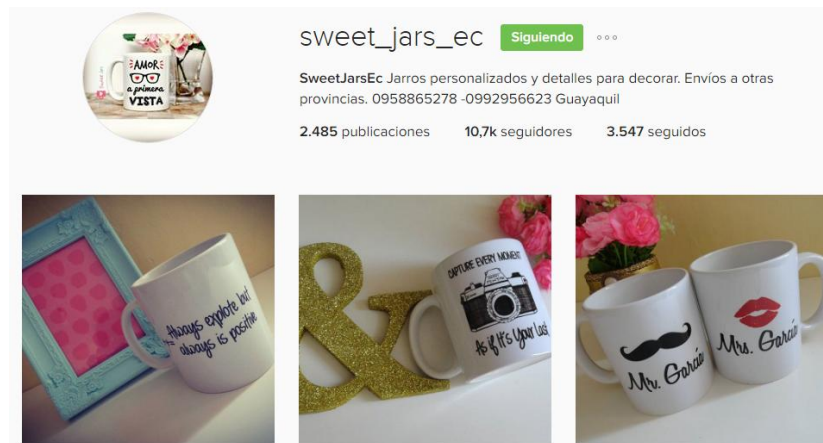 sweet_jars_ec Siguiendo
SweetJarsEc Jarros personalizados y detalles para decorar. Envíos a otras
provincias. 0958865278 -0992956623 Guayaquil
2.485 publicaciones 10,7k seguidores 3.547 seguidos
AMOR
a primera
VISTA
Always explote but
always is positive
&
CAPTURE EVERY MOMENT
As if It's Your Last
Mr. García
Mrs. García